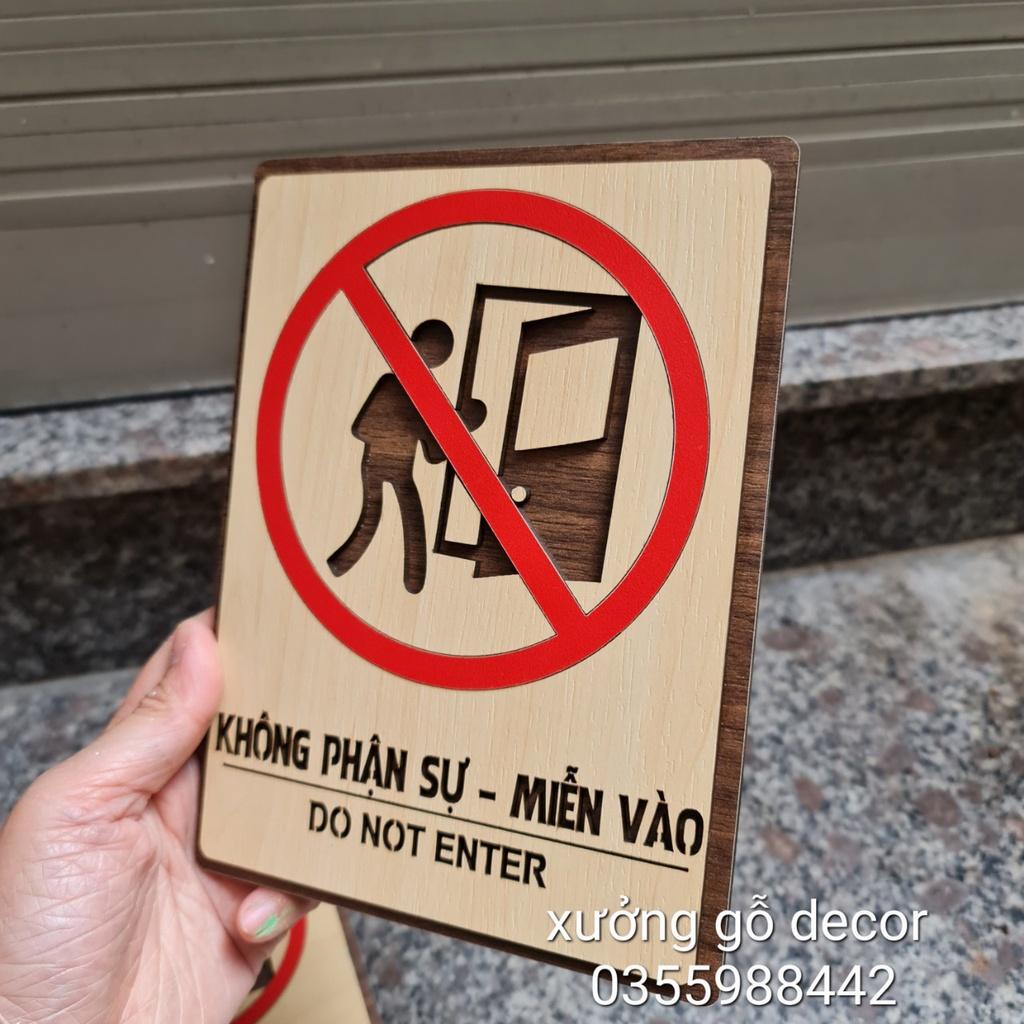 KHÔNG PHẬN SỰ - MIỄN VÀO
DO NOT ENTER
xưởng gỗ decor
0355988442